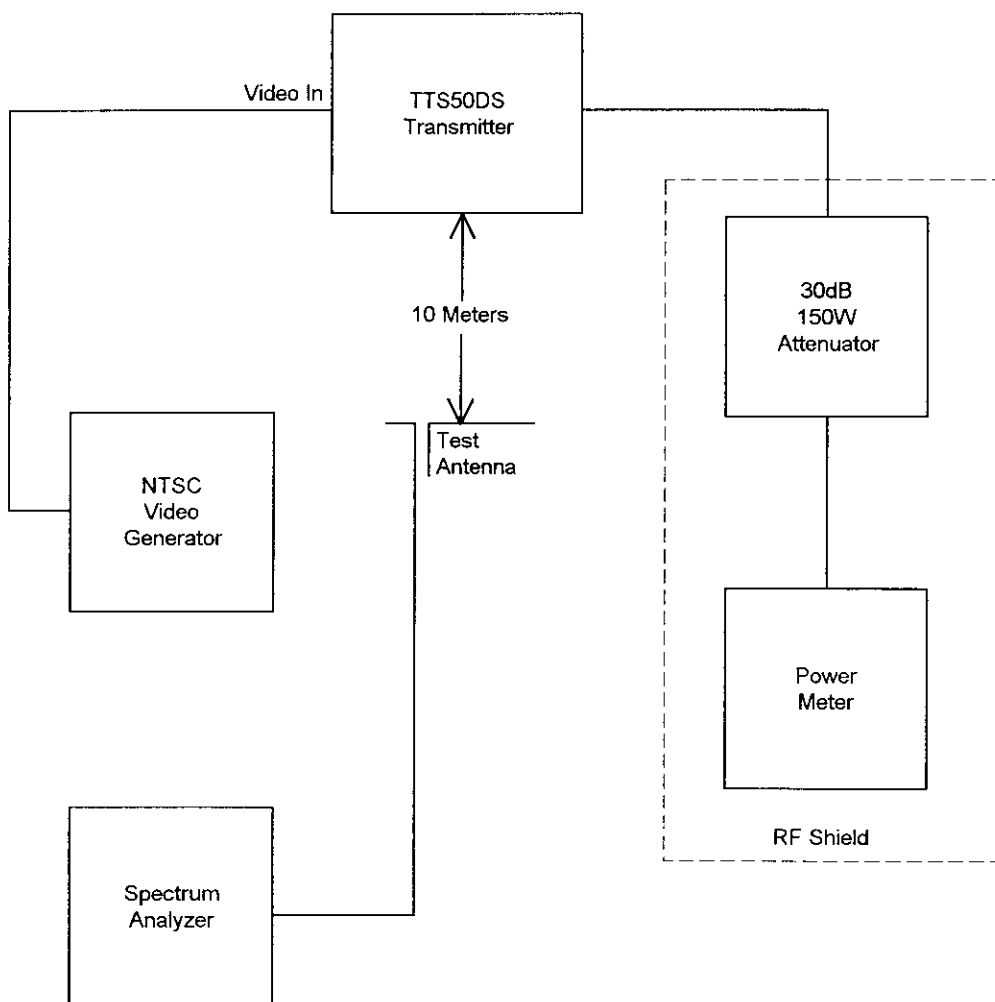 Video In
TTS50DS
Transmitter
10 Meters
30dB
150W
Attenuator
Test
Antenna
NTSC
Video
Generator
Power
Meter
RF Shield
Spectrum
Analyzer